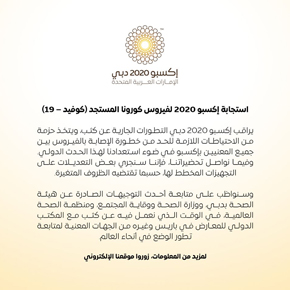 إكسبو 2020 دبي
الإمارات العربية المتحدة
استجابة إكسبو 2020 لفيروس كورونا المستجد (كوفيد – 19)
يراقب إكسبو 2020 دبي التطورات الجارية عن كثب، ويتخذ حزمة
من الاحتياطات اللازمة للحد من خطورة الإصابة بالفيروس بين
جميع المعنيين بإكسبو في ضوء استعدادنا لهذا الحدث الدولي.
وفيما نواصل تحضيراتنا، فإننا سنجري بعض التعديلات على
التجهيزات المخطط لها، حسبما تقتضيه الظروف المتغيرة.
وسنواظب على متابعة أحدث التوجيهات الصادرة عن هيئة
الصحة بدبي، ووزارة الصحة ووقاية المجتمع، ومنظمة الصحة
العالمية، في الوقت الذي نعمل فيه عن كثب مع المكتب
الدولي للمعارض في باريس وغيره من الجهات المعنية لمتابعة
تطور الوضع في أنحاء العالم.
لمزيد من المعلومات، زوروا موقعنا الإلكتروني